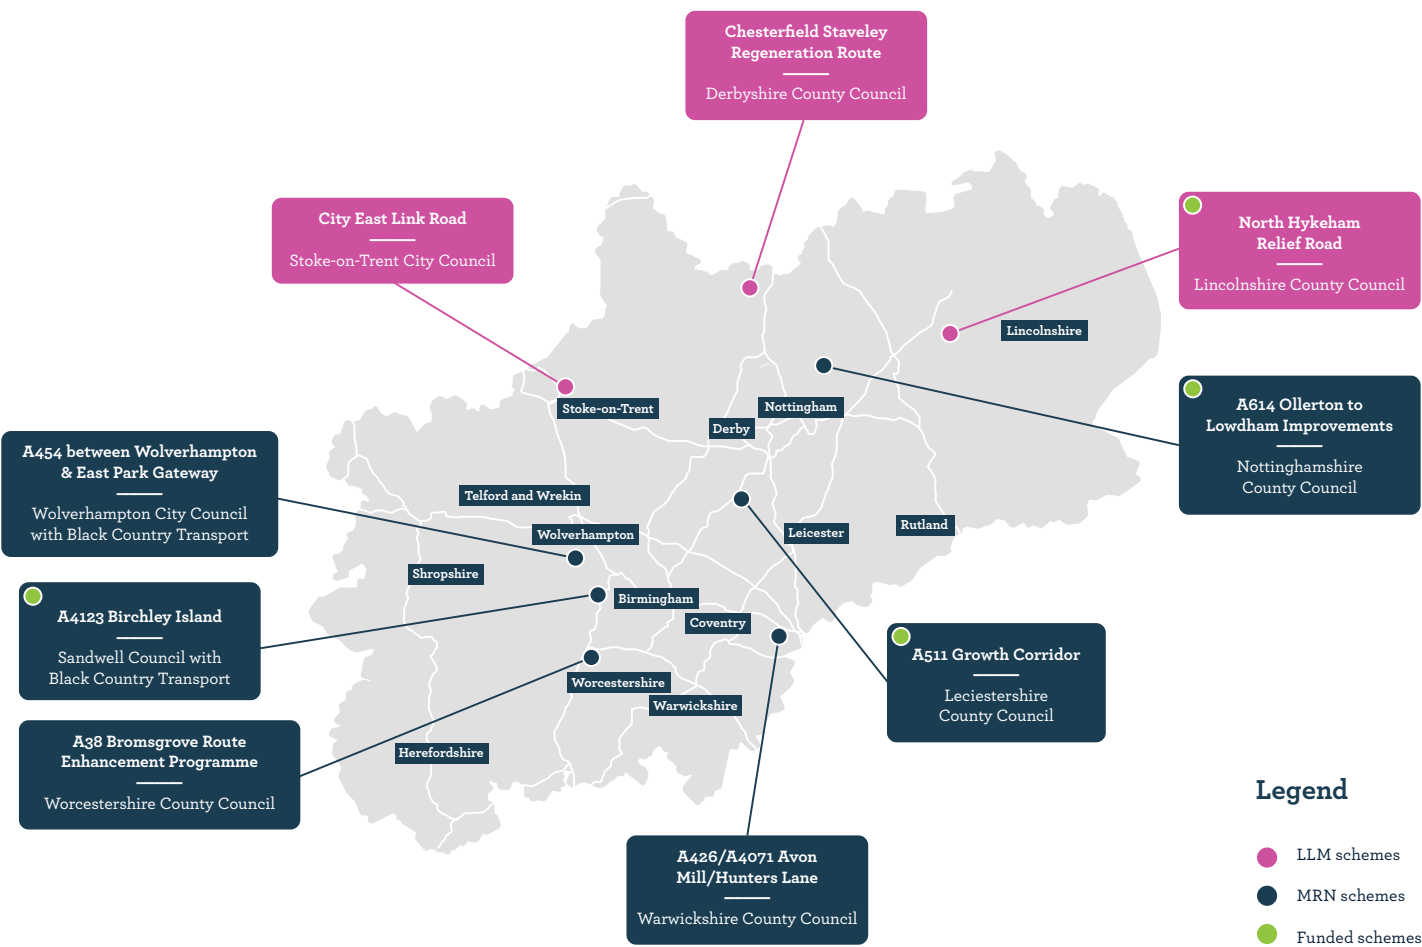 Chesterfield Staveley
Regeneration Route
Derbyshire County Council
City East Link Road
Stoke-on-Trent City Council
North Hykeham
Relief Road
Lincolnshire County Council
Lincolnshire
A614 Ollerton to
Lowdham Improvements
Nottinghamshire
County Council
Stoke-on-Trent
Nottingham
Derby
A454 between Wolverhampton
& East Park Gateway
Wolverhampton City Council
with Black Country Transport
Telford and Wrekin
Wolverhampton
Leicester
Rutland
Shropshire
Birmingham
Coventry
A4123 Birchley Island
Sandwell Council with
Black Country Transport
A511 Growth Corridor
Leciestershire
County Council
Worcestershire
Warwickshire
A38 Bromsgrove Route
Enhancement Programme
Worcestershire County Council
Herefordshire
A426/A4071 Avon
Mill/Hunters Lane
Warwickshire County Council
Legend
LLM schemes
MRN schemes
Funded schemes